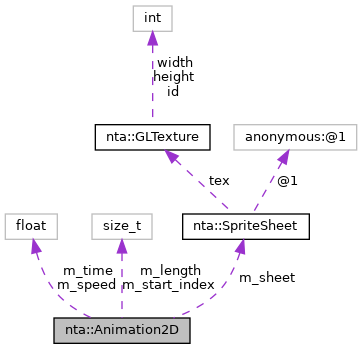 int
width
height
id
nta::GLTexture
anonymous:@1
tex
@1
float
size_t
nta::SpriteSheet
m_time
m_speed
m_length
m_start_index
m_sheet
nta::Animation2D